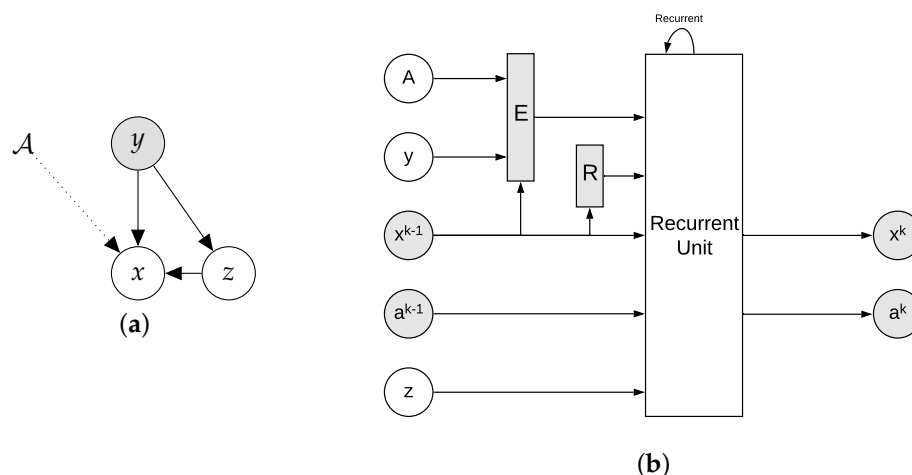 𝒜
y
x
z
(a)
Recurrent
A
y
x^{k-1}
a^{k-1}
z
E
R
Recurrent
Unit
x^k
a^k
(b)